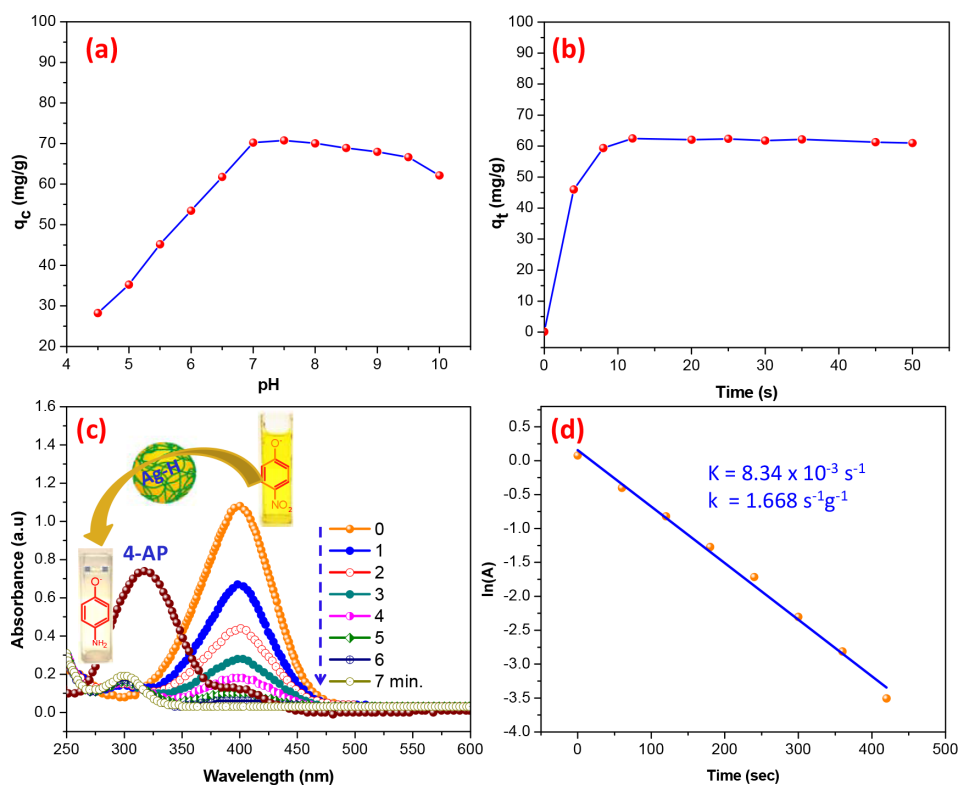 (a)
100
90
80
70
60
50
40
30
20
4 5 6 7 8 9 10
q_c (mg/g)
pH
(b)
100
90
80
70
60
50
40
30
20
10
0
0 10 20 30 40 50
q_t (mg/g)
Time (s)
(c)
1.6
1.4
1.2
1.0
0.8
0.6
0.4
0.2
0.0
250 300 350 400 450 500 550 600
Absorbance (a.u)
Wavelength (nm)
Ag-H
O⁻
NO₂
4-AP
O⁻
NH₂
0
1
2
3
4
5
6
7 min.
(d)
0.5
0.0
-0.5
-1.0
-1.5
-2.0
-2.5
-3.0
-3.5
-4.0
0 100 200 300 400 500
ln(A)
Time (sec)
K = 8.34 x 10⁻³ s⁻¹
k = 1.668 s⁻¹g⁻¹